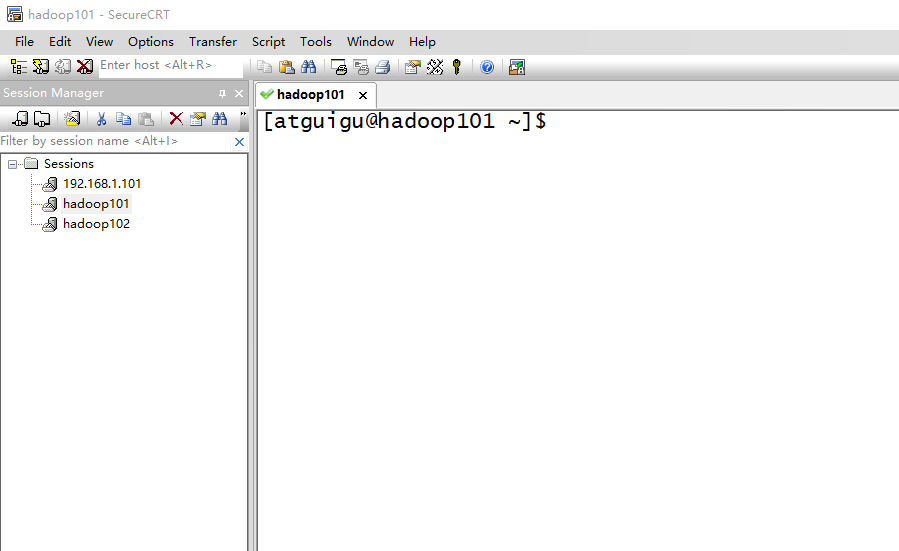 hadoop101 - SecureCRT
File Edit View Options Transfer Script Tools Window Help
Enter host <Alt+R>
Session Manager
hadoop101
Filter by session name <Alt+I>
[atguigu@hadoop101 ~]$
Sessions
192.168.1.101
hadoop101
hadoop102